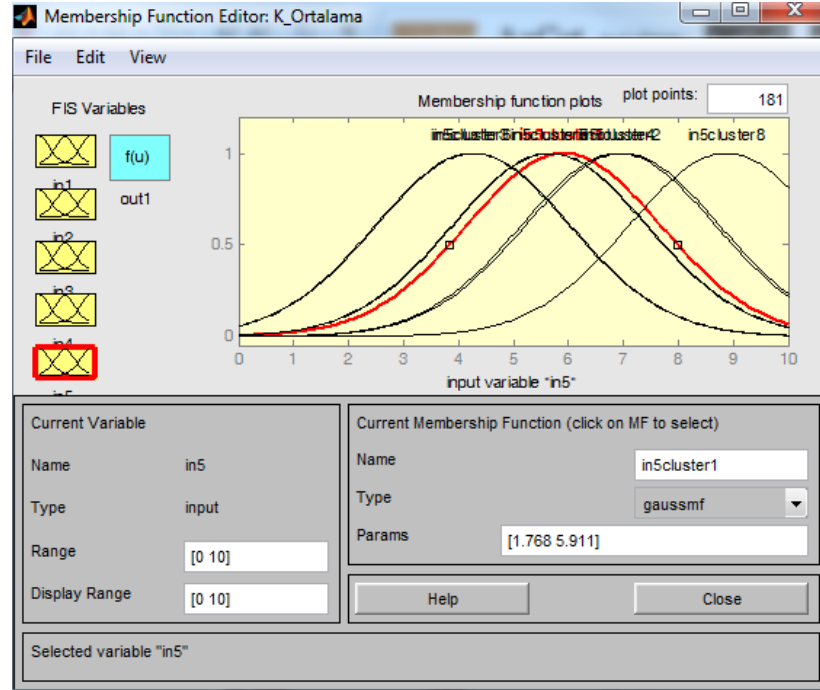 Membership Function Editor: K_Ortalama
File Edit View
FIS Variables
Membership function plots
plot points:
181
in1
in2
in3
in4
in5
f(u)
out1
in5cluster8
1
0.5
0
0 1 2 3 4 5 6 7 8 9 10
input variable "in5"
Current Variable
Name in5
Type input
Range [0 10]
Display Range [0 10]
Current Membership Function (click on MF to select)
Name in5cluster1
Type gaussmf
Params [1.768 5.911]
Help
Close
Selected variable "in5"